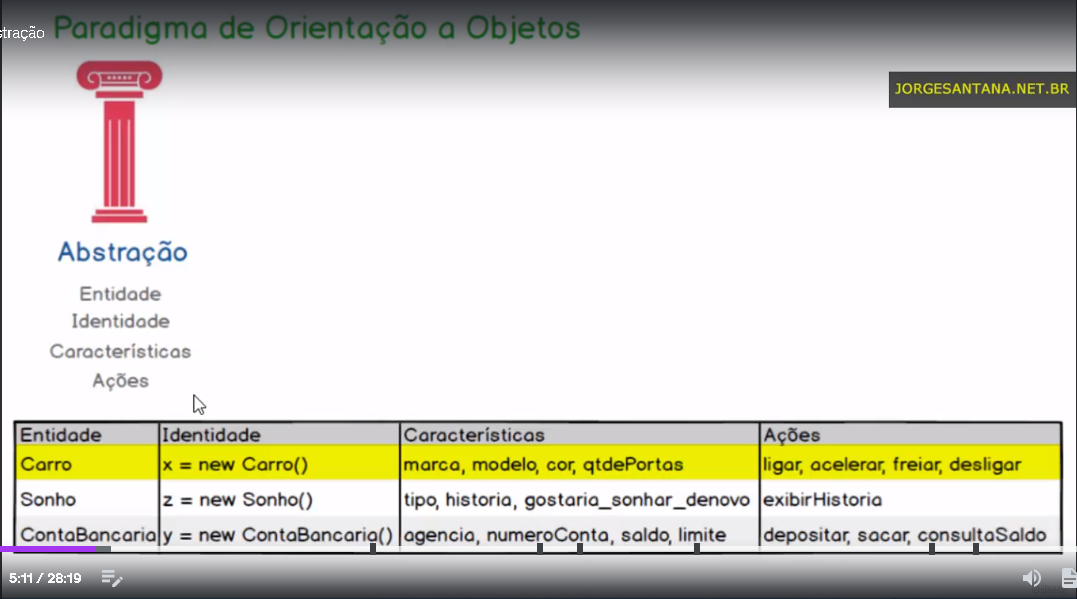 stração
Paradigma de Orientação a Objetos
JORGESANTANA.NET.BR
Abstração
Entidade
Identidade
Características
Ações
Entidade Identidade Características Ações
Carro x = new Carro() marca, modelo, cor, qtdePortas ligar, acelerar, freiar, desligar
Sonho z = new Sonho() tipo, historia, gostaria_sonhar_denovo exibirHistoria
ContaBancaria y = new ContaBancaria() agencia, numeroConta, saldo, limite depositar, sacar, consultaSaldo
5:11 / 28:19